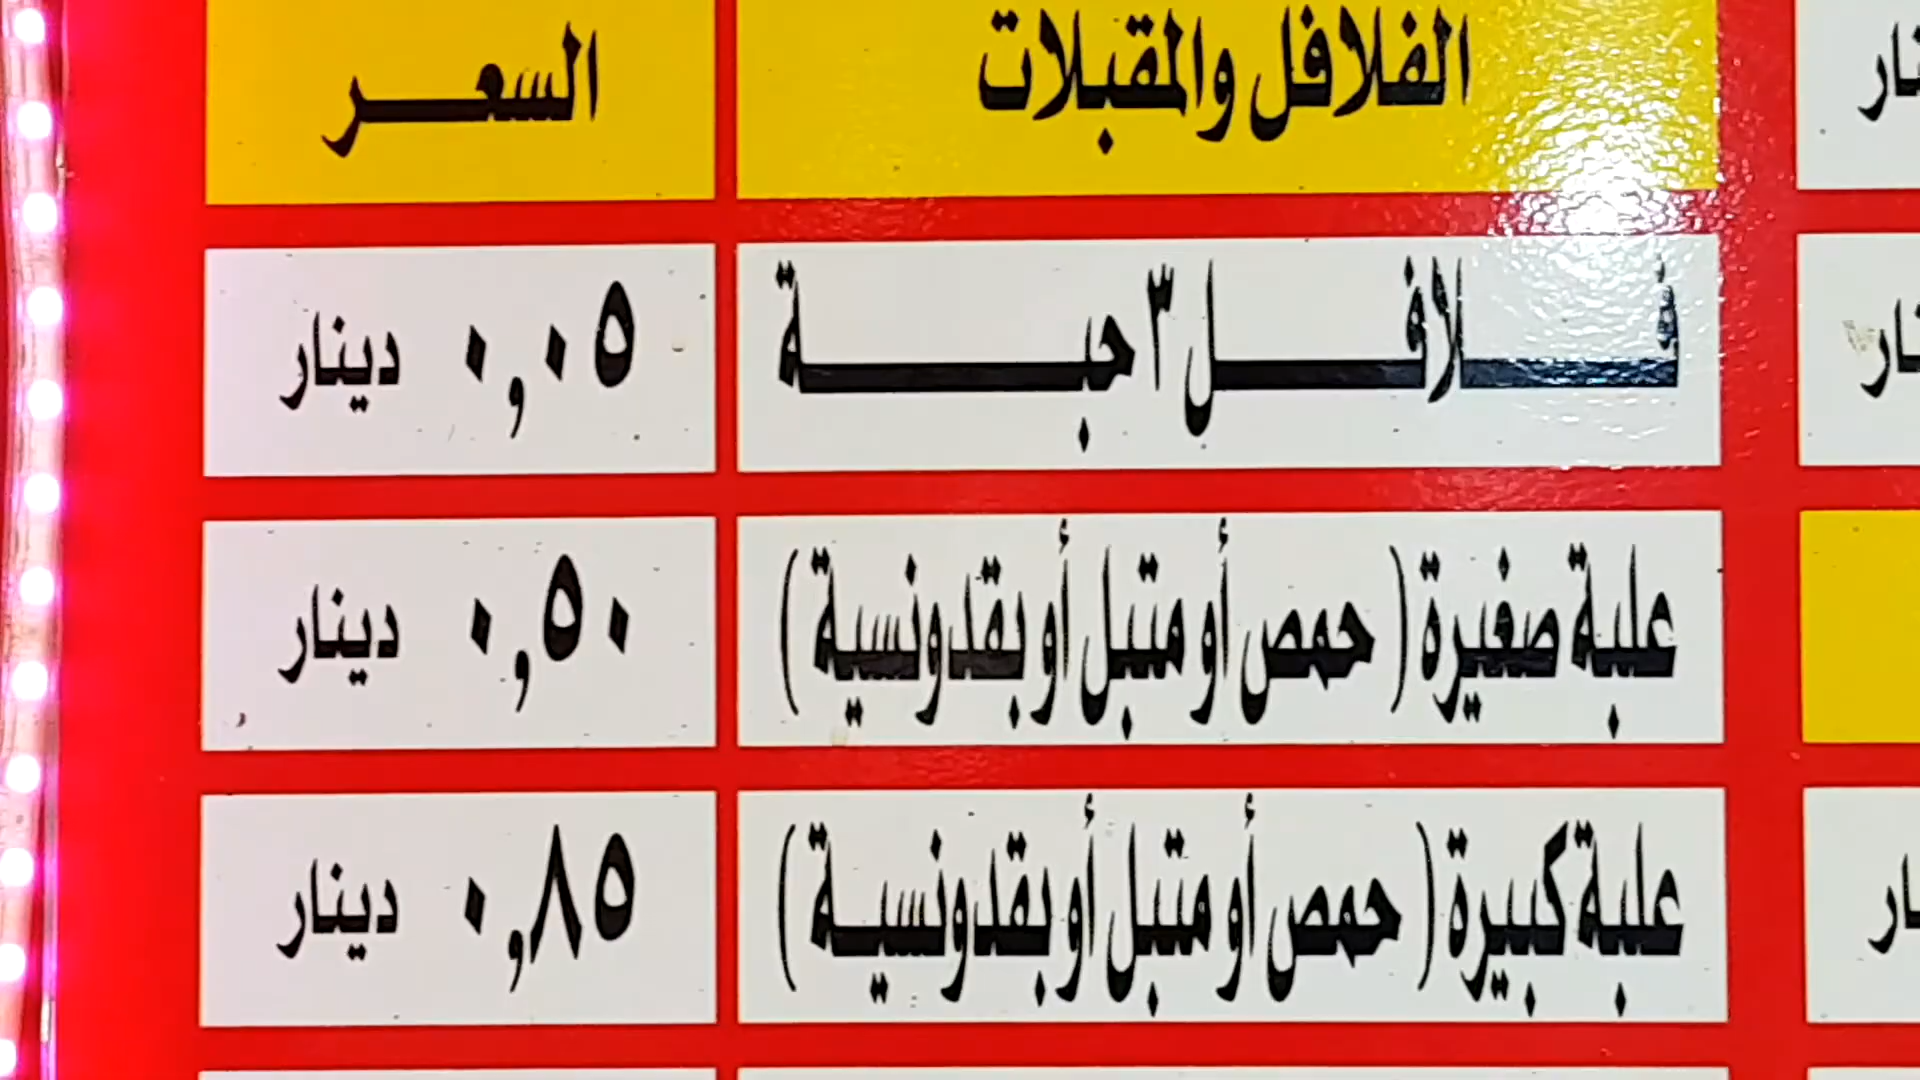 الفلافل والمقبلات السعر
فلافل ٣ حبة ٠,٠٥ دينار
علبة صغيرة ( حمص أو متبل أو بقدونسية ) ٠,٥٠ دينار
علبة كبيرة ( حمص أو متبل أو بقدونسية ) ٠,٨٥ دينار